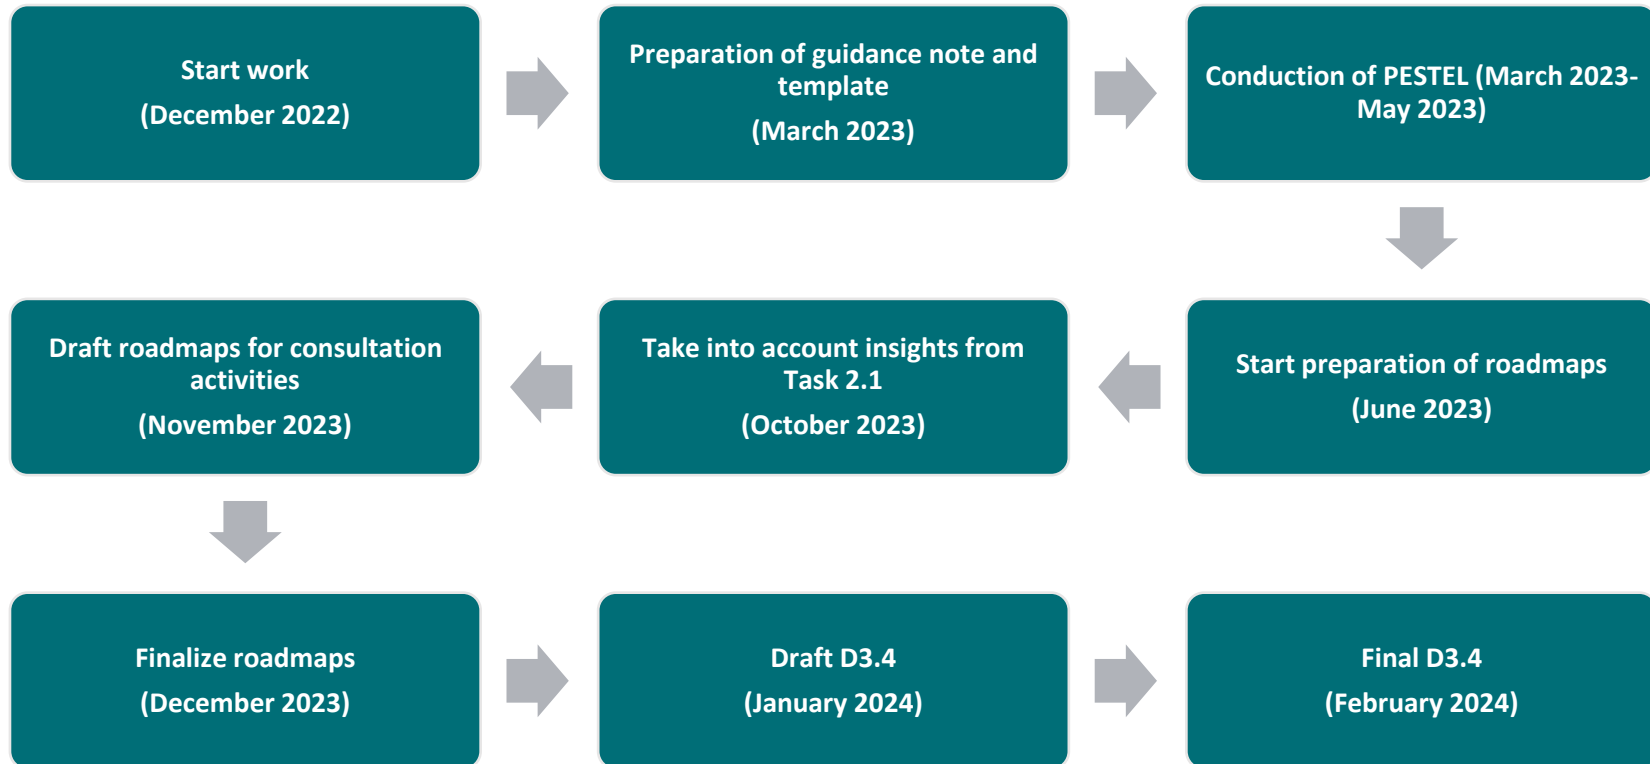 Start work
(December 2022)
Preparation of guidance note and
template
(March 2023)
Conduction of PESTEL (March 2023-
May 2023)
Start preparation of roadmaps
(June 2023)
Take into account insights from
Task 2.1
(October 2023)
Draft roadmaps for consultation
activities
(November 2023)
Finalize roadmaps
(December 2023)
Draft D3.4
(January 2024)
Final D3.4
(February 2024)